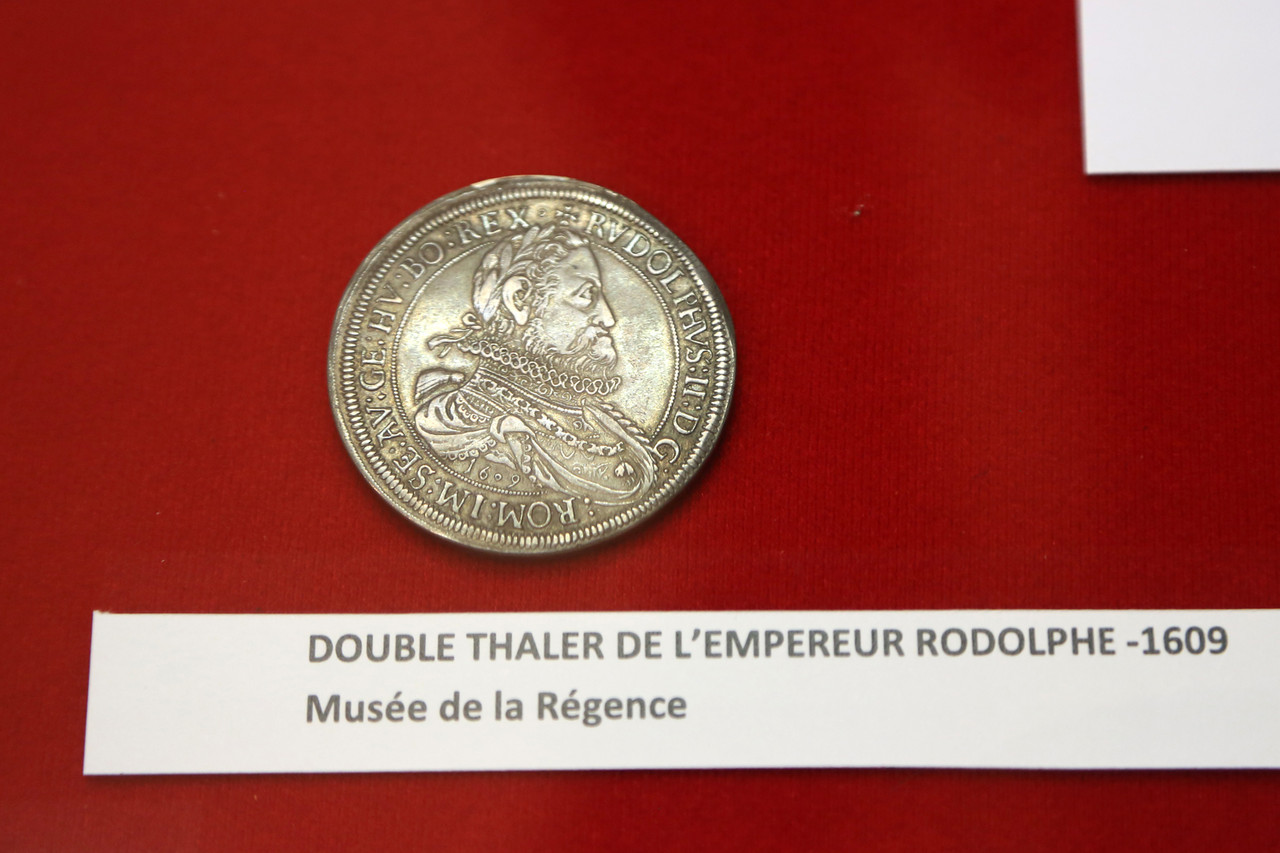 RVDOLPHVS:II:D:G: ROM:IM:SE:AV:GE:HV:BO:REX
1609
DOUBLE THALER DE L’EMPEREUR RODOLPHE -1609
Musée de la Régence